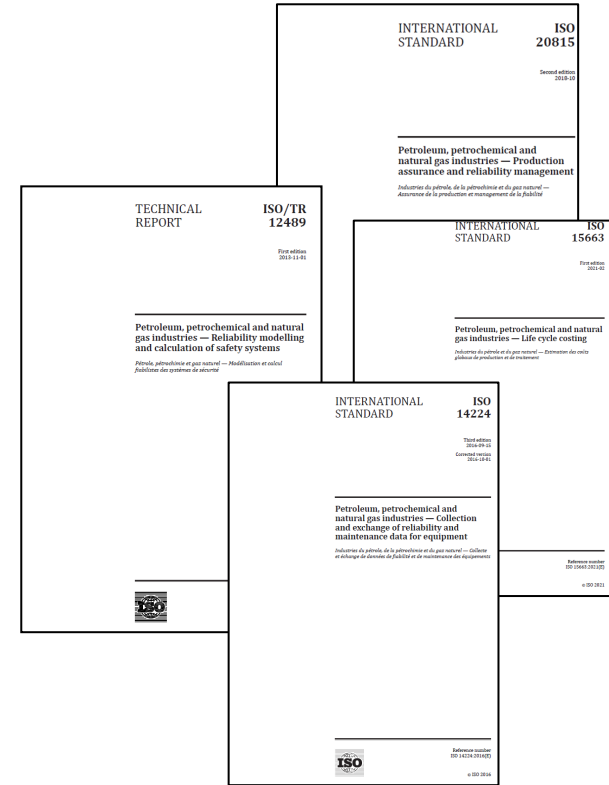 INTERNATIONAL
STANDARD
ISO
20815
Second edition
2018-10
Petroleum, petrochemical and
natural gas industries — Production
assurance and reliability management
Industries du pétrole, de la pétrochimie et du gaz naturel —
Assurance de la production et management de la fiabilité
TECHNICAL
REPORT
ISO/TR
12489
First edition
2013-11-01
Petroleum, petrochemical and natural
gas industries — Reliability modelling
and calculation of safety systems
Pétrole, pétrochimie et gaz naturel — Modélisation et calcul
fiabilistes des systèmes de sécurité
ISO
INTERNATIONAL
STANDARD
ISO
15663
First edition
2021-02
Petroleum, petrochemical and natural
gas industries — Life cycle costing
Industries du pétrole et du gaz naturel — Estimation des coûts
globaux de production et de traitement
Reference number
ISO 15663:2021(E)
© ISO 2021
INTERNATIONAL
STANDARD
ISO
14224
Third edition
2016-09-15
Corrected version
2016-10-01
Petroleum, petrochemical and
natural gas industries — Collection
and exchange of reliability and
maintenance data for equipment
Industries du pétrole, de la pétrochimie et du gaz naturel — Collecte
et échange de données de fiabilité et de maintenance des équipements
ISO
Reference number
ISO 14224:2016(E)
© ISO 2016